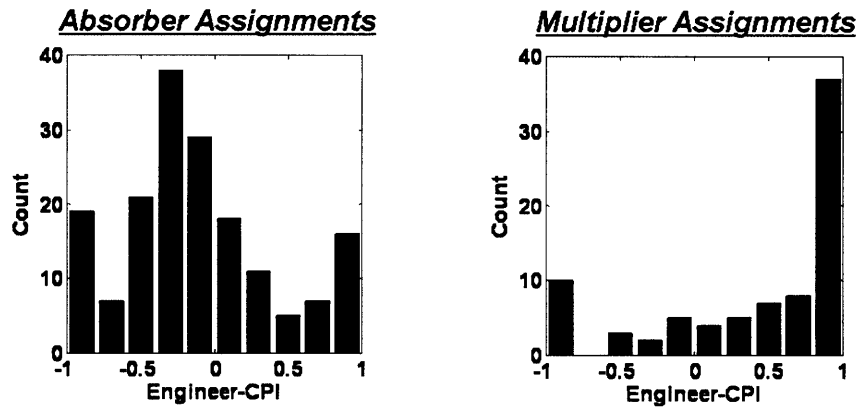 Absorber Assignments
40
30
20
10
0
Count
-1 -0.5 0 0.5 1
Engineer-CPI
Multiplier Assignments
40
30
20
10
0
Count
-1 -0.5 0 0.5 1
Engineer-CPI